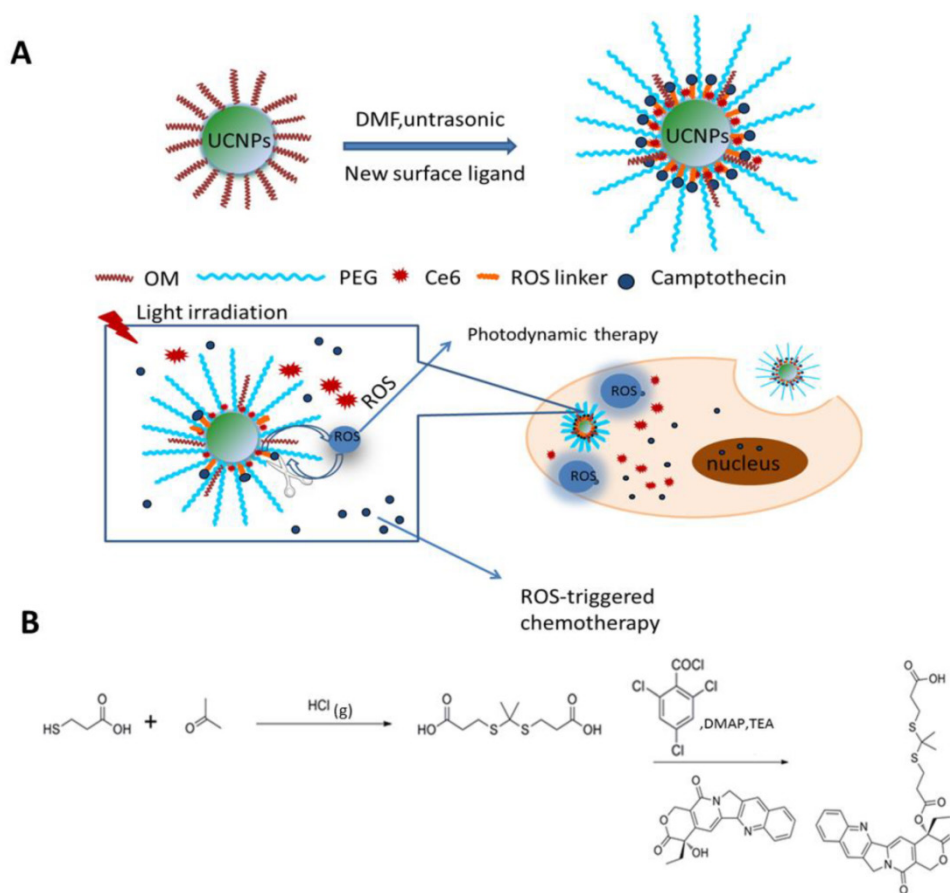 A
UCNPs
DMF,untrasonic
New surface ligand
UCNPs
OM
PEG
Ce6
ROS linker
Camptothecin
Light irradiation
Photodynamic therapy
ROS
ROS
ROS
ROS
nucleus
ROS-triggered
chemotherapy
B
HS
O
OH
+
O
HCl (g)
O
HO
S
S
O
OH
COCl
Cl
Cl
Cl
,DMAP,TEA
O
N
N
O
O
OH
O
OH
S
S
O
O
N
N
O
O
O